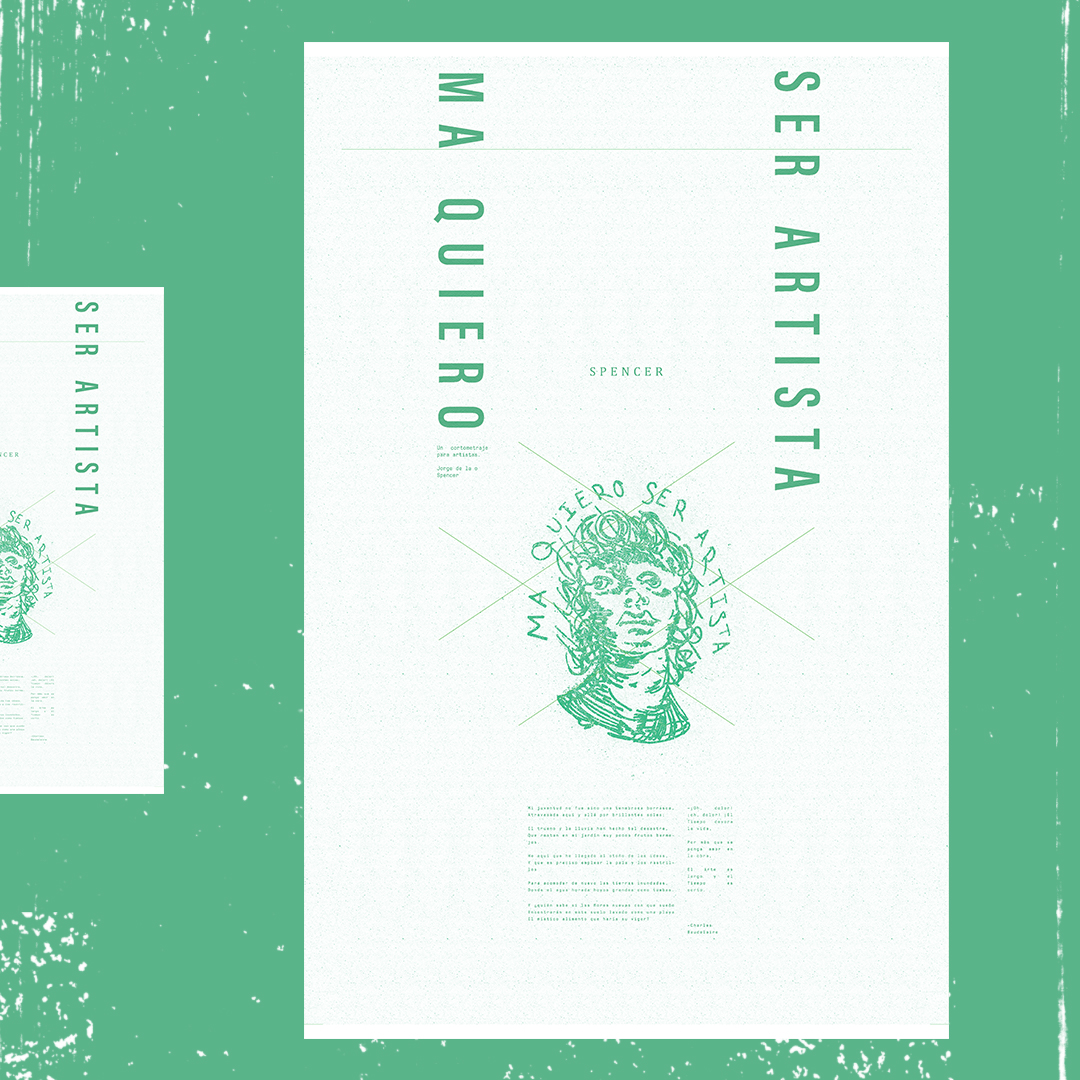 MA QUIERO
SER ARTISTA
SPENCER
Un cortometraje
para artistas.
Jorge de la o
Spencer
MA QUIERO SER ARTISTA
Mi juventud no fue sino una tenebrosa borrasca,
Atravesada aquí y allá por brillantes soles;
El trueno y la lluvia han hecho tal desastre,
Que restan en mi jardín muy pocos frutos berme-
jos.
He aquí que he llegado al otoño de las ideas,
Y que es preciso emplear la pala y los rastril-
los
Para acomodar de nuevo las tierras inundadas,
Donde el agua horada hoyos grandes como tumbas.
Y ¿quién sabe si las flores nuevas con que sueño
Encontrarán en este suelo lavado como una playa
El místico alimento que haría su vigor?
-¡Oh, dolor!
¡oh, dolor! ¡El
Tiempo devora
la vida,
Por más que se
ponga amor en
la obra.
El Arte es
largo y el
Tiempo es
corto.
-Charles
Baudelaire
SER ARTISTA
NCER
SER ARTISTA